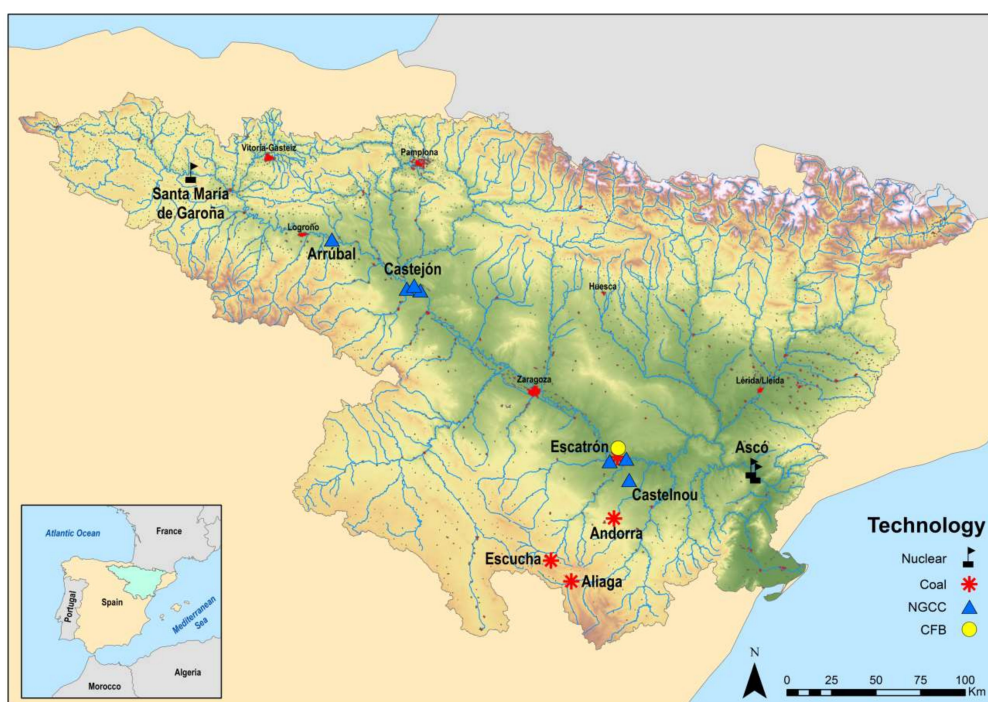 Vitoria-Gasteiz
Pamplona
Santa María
de Garoña
Logroño
Arrúbal
Castejón
Huesca
Zaragoza
Lérida/Lleida
Escatrón
Ascó
Castelnou
Andorra
Escucha
Aliaga
Technology
Nuclear
Coal
NGCC
CFB
N
0 25 50 75 100
Km
Atlantic Ocean
France
Portugal
Spain
Mediterranean
Sea
Algeria
Morocco